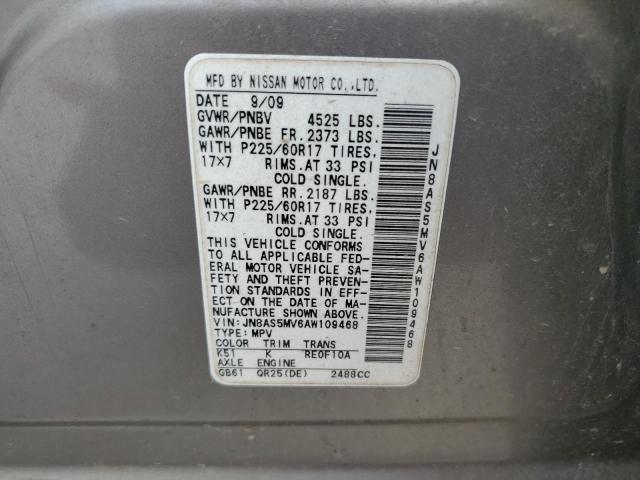 MFD BY NISSAN MOTOR CO.,LTD.
DATE 9/09
GVWR/PNBV 4525 LBS.
GAWR/PNBE FR. 2373 LBS.
WITH P225/60R17 TIRES,
17×7 RIMS.AT 33 PSI
COLD SINGLE.
GAWR/PNBE RR. 2187 LBS.
WITH P225/60R17 TIRES,
17×7 RIMS.AT 33 PSI
COLD SINGLE.
THIS VEHICLE CONFORMS
TO ALL APPLICABLE FED-
ERAL MOTOR VEHICLE SA-
FETY AND THEFT PREVEN-
TION STANDARDS IN EFF-
ECT ON THE DATE OF MA-
NUFACTURE SHOWN ABOVE.
VIN:JN8AS5MV6AW109468
TYPE:MPV
COLOR TRIM TRANS
K51 K RE0F10A
AXLE ENGINE
GB61 QR25(DE) 2488CC
JN8AS5MV6AW109468